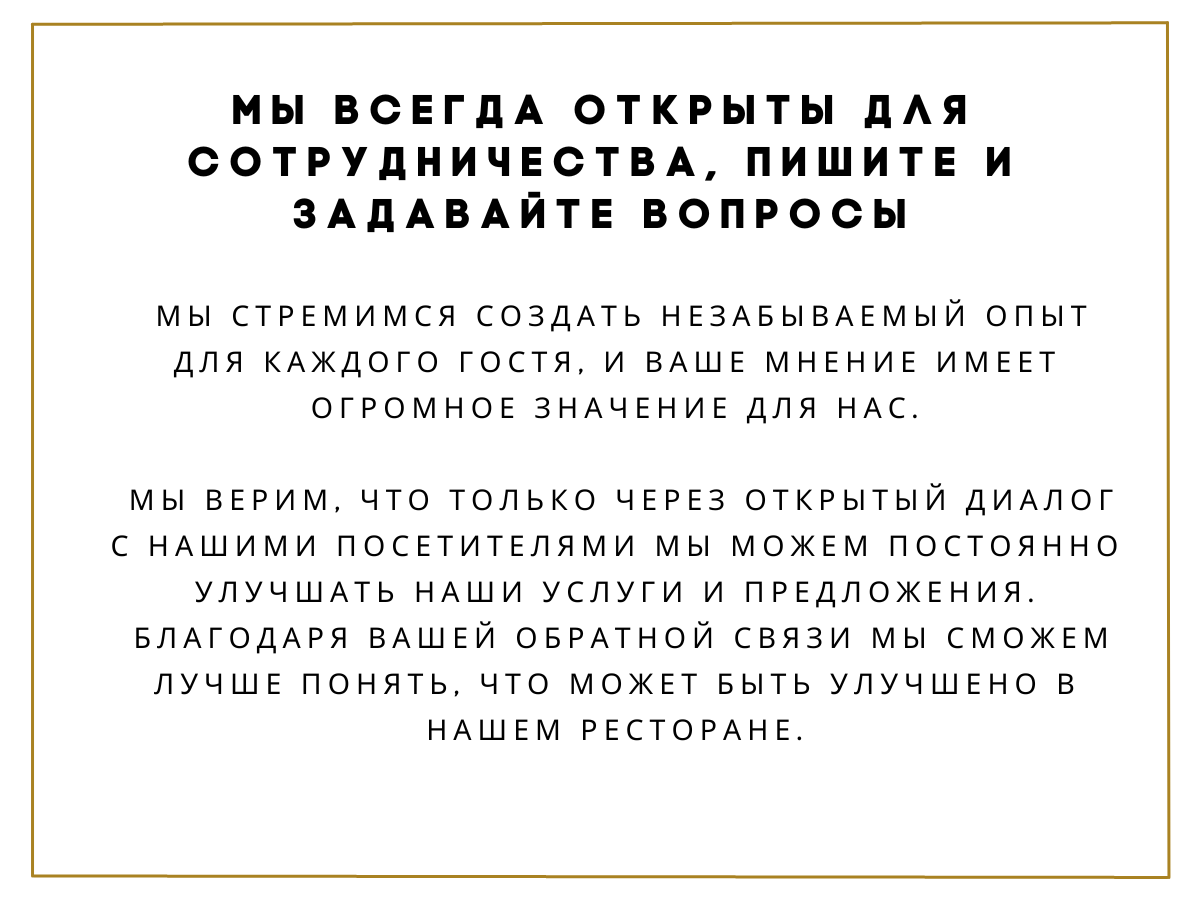 МЫ ВСЕГДА ОТКРЫТЫ ДЛЯ
СОТРУДНИЧЕСТВА, ПИШИТЕ И
ЗАДАВАЙТЕ ВОПРОСЫ
МЫ СТРЕМИМСЯ СОЗДАТЬ НЕЗАБЫВАЕМЫЙ ОПЫТ
ДЛЯ КАЖДОГО ГОСТЯ, И ВАШЕ МНЕНИЕ ИМЕЕТ
ОГРОМНОЕ ЗНАЧЕНИЕ ДЛЯ НАС.
МЫ ВЕРИМ, ЧТО ТОЛЬКО ЧЕРЕЗ ОТКРЫТЫЙ ДИАЛОГ
С НАШИМИ ПОСЕТИТЕЛЯМИ МЫ МОЖЕМ ПОСТОЯННО
УЛУЧШАТЬ НАШИ УСЛУГИ И ПРЕДЛОЖЕНИЯ.
БЛАГОДАРЯ ВАШЕЙ ОБРАТНОЙ СВЯЗИ МЫ СМОЖЕМ
ЛУЧШЕ ПОНЯТЬ, ЧТО МОЖЕТ БЫТЬ УЛУЧШЕНО В
НАШЕМ РЕСТОРАНЕ.